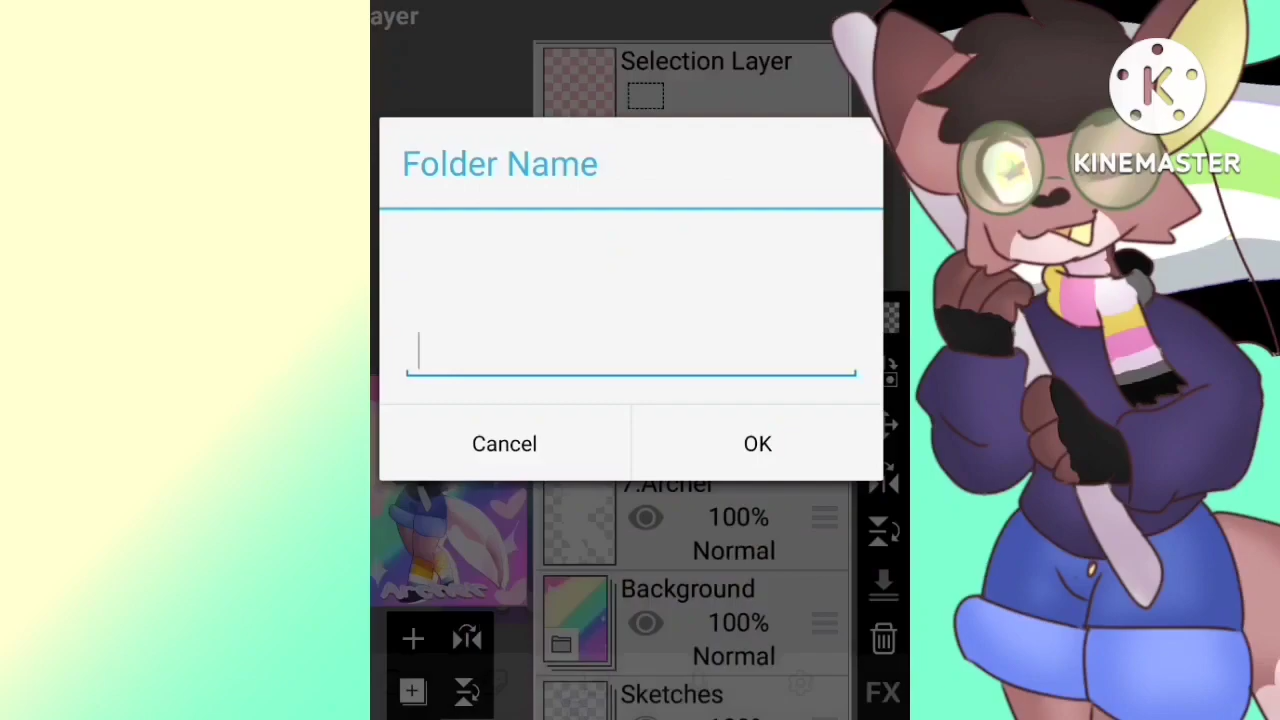 ayer
Selection Layer
Folder Name
Cancel
OK
7.Archer
100%
Normal
Background
100%
Normal
Sketches
FX
K
KINEMASTER